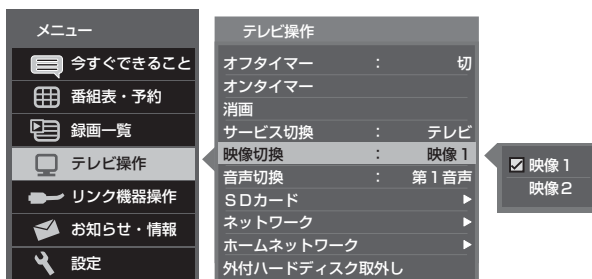 メニュー
今すぐできること
番組表・予約
録画一覧
テレビ操作
リンク機器操作
お知らせ・情報
設定
テレビ操作
オフタイマー : 切
オンタイマー
消画
サービス切換 : テレビ
映像切換 : 映像1
音声切換 : 第1音声
SDカード
ネットワーク
ホームネットワーク
外付ハードディスク取外し
映像1
映像2